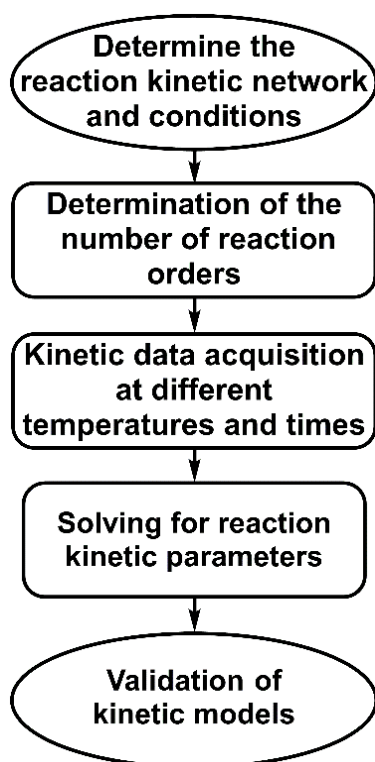 Determine the
reaction kinetic network
and conditions
Determination of the
number of reaction
orders
Kinetic data acquisition
at different
temperatures and times
Solving for reaction
kinetic parameters
Validation of
kinetic models